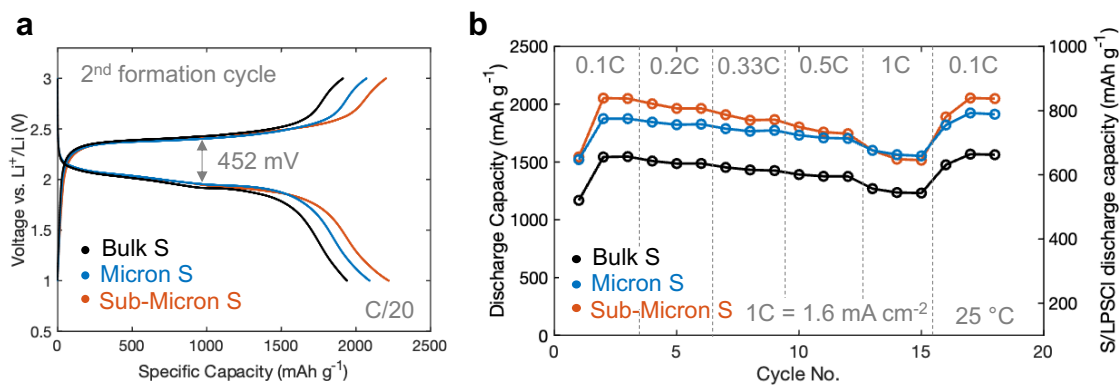 a
2nd formation cycle
452 mV
Bulk S
Micron S
Sub-Micron S
C/20
Voltage vs. Li+/Li (V)
3
2.5
2
1.5
1
0.5
0
500
1000
1500
2000
2500
Specific Capacity (mAh g-1)
b
0.1C
0.2C
0.33C
0.5C
1C
0.1C
Bulk S
Micron S
Sub-Micron S
1C = 1.6 mA cm-2
25 °C
Discharge Capacity (mAh g-1)
2500
2000
1500
1000
500
0
0
5
10
15
20
Cycle No.
1000
800
600
400
200
S/LPSCl discharge capacity (mAh g-1)